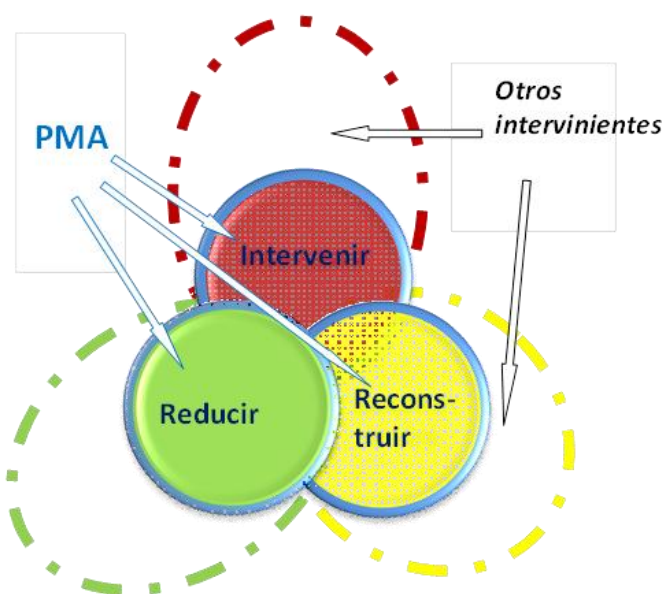 PMA
Otros
intervinientes
Intervenir
Reducir
Recons-
truir